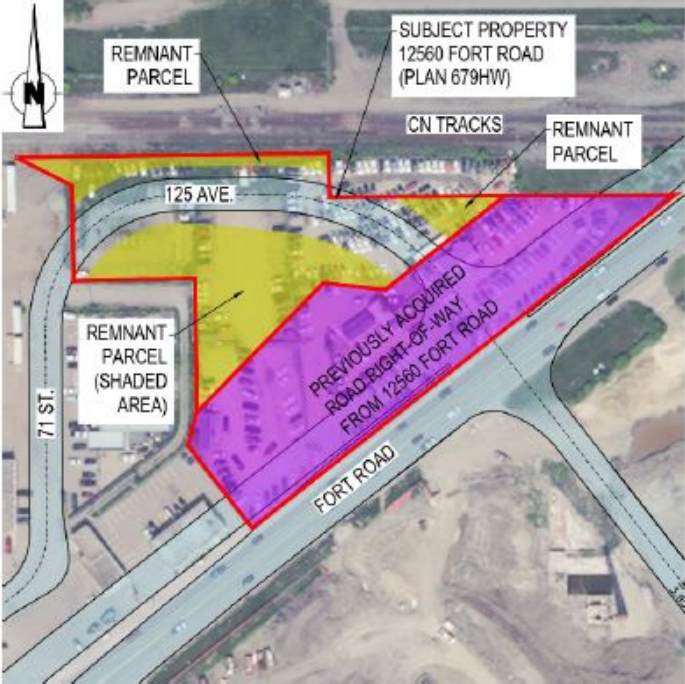 N
REMNANT
PARCEL
SUBJECT PROPERTY
12560 FORT ROAD
(PLAN 679HW)
CN TRACKS
REMNANT
PARCEL
125 AVE.
REMNANT
PARCEL
(SHADED
AREA)
PREVIOUSLY ACQUIRED
ROAD RIGHT-OF-WAY
FROM 12560 FORT ROAD
71 ST.
FORT ROAD